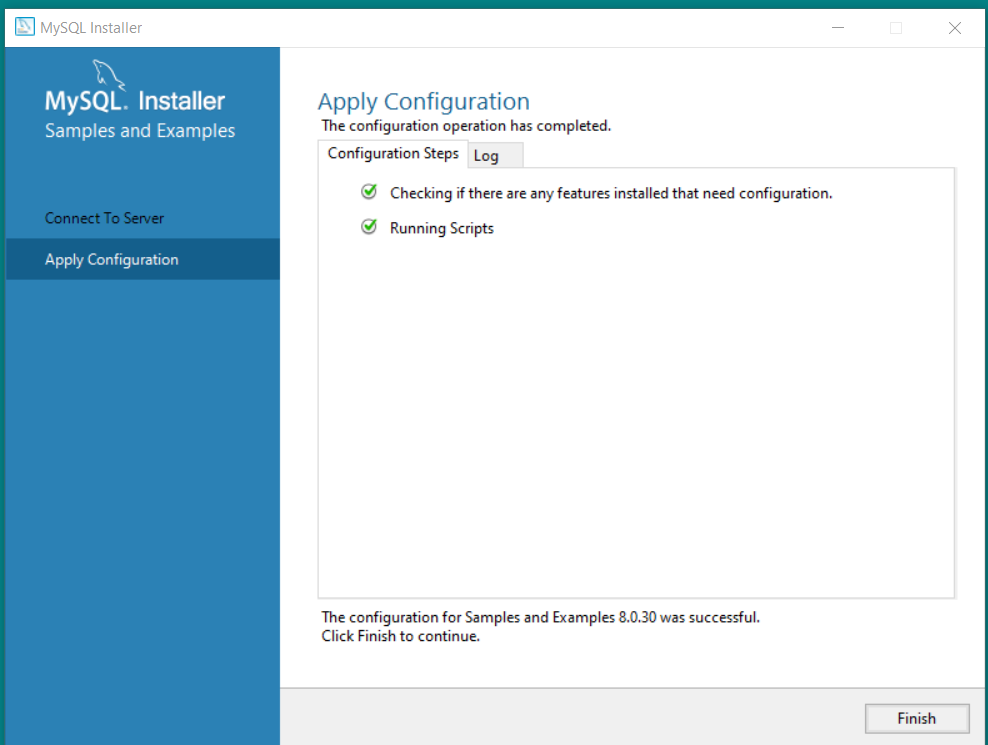 MySQL Installer
MySQL. Installer
Samples and Examples
Connect To Server
Apply Configuration
Apply Configuration
The configuration operation has completed.
Configuration Steps
Log
Checking if there are any features installed that need configuration.
Running Scripts
The configuration for Samples and Examples 8.0.30 was successful.
Click Finish to continue.
Finish